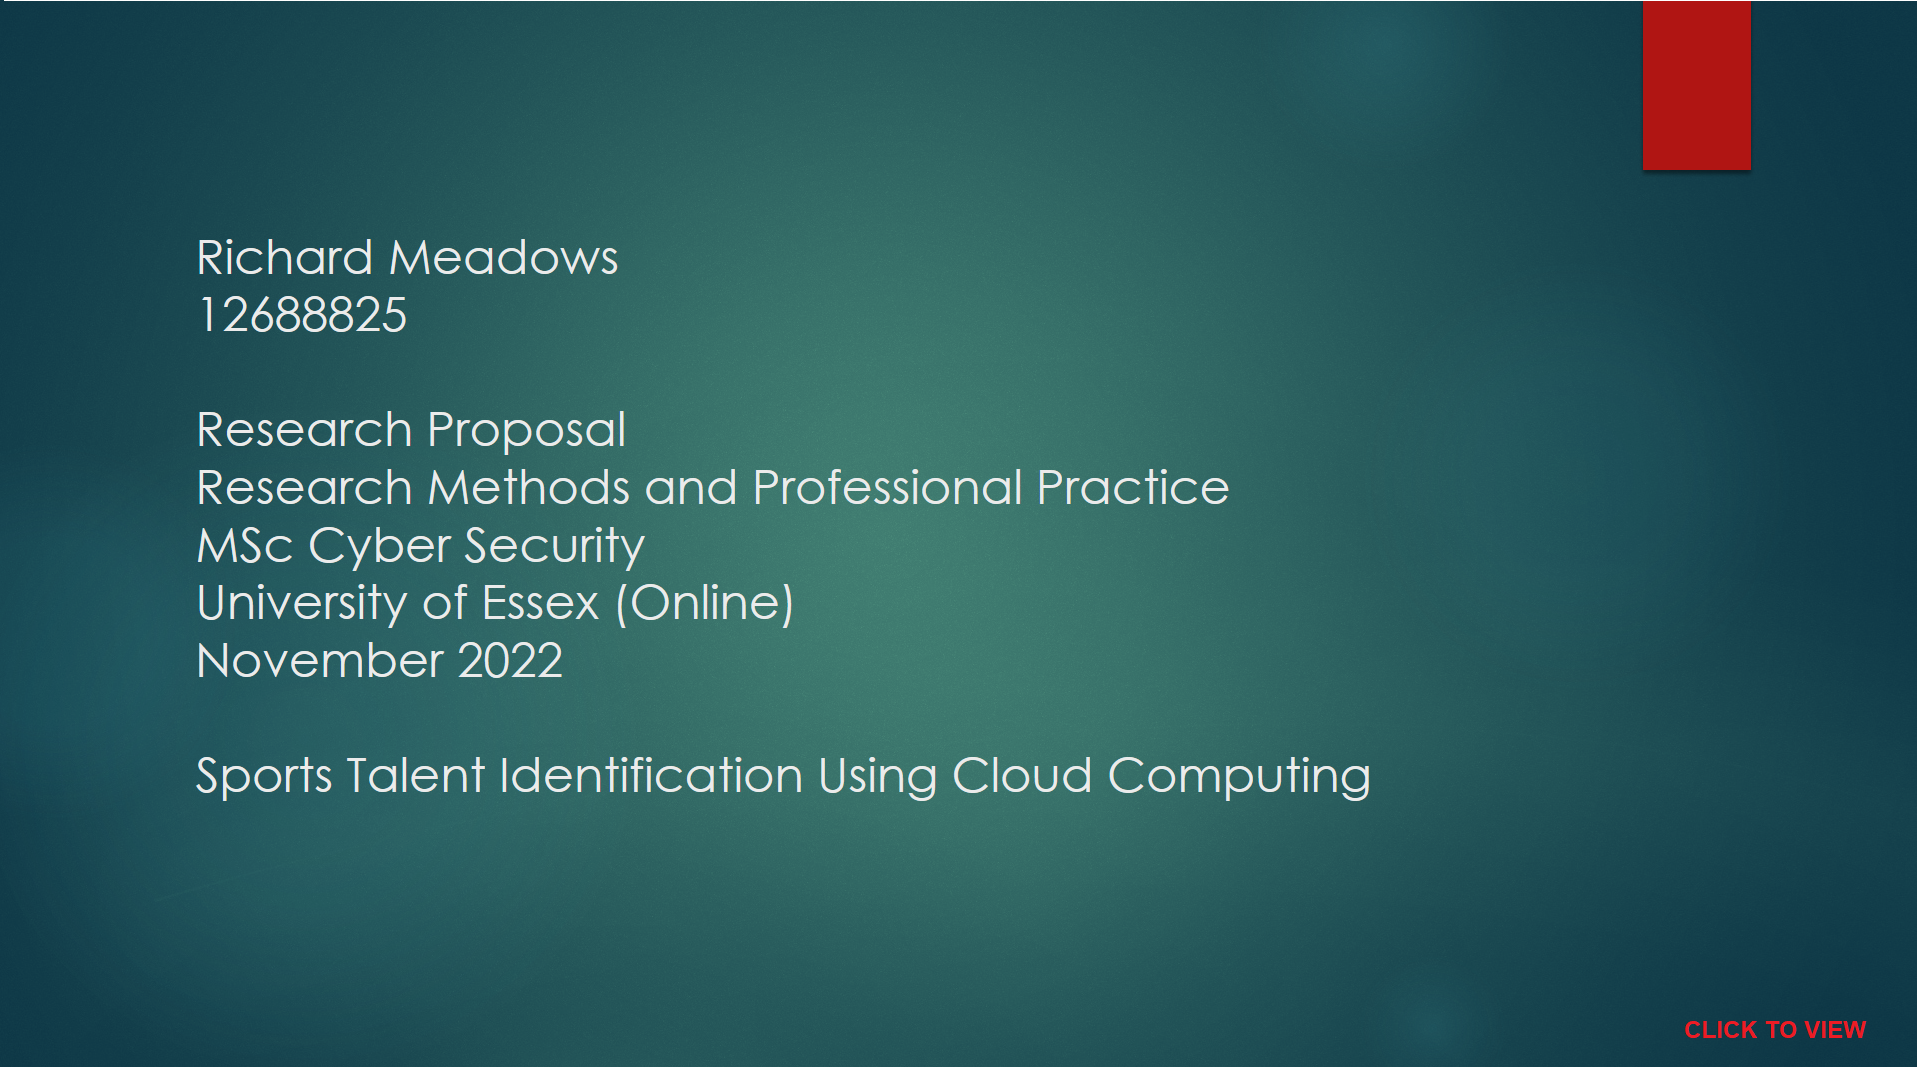 Richard Meadows
12688825
Research Proposal
Research Methods and Professional Practice
MSc Cyber Security
University of Essex (Online)
November 2022
Sports Talent Identification Using Cloud Computing
CLICK TO VIEW